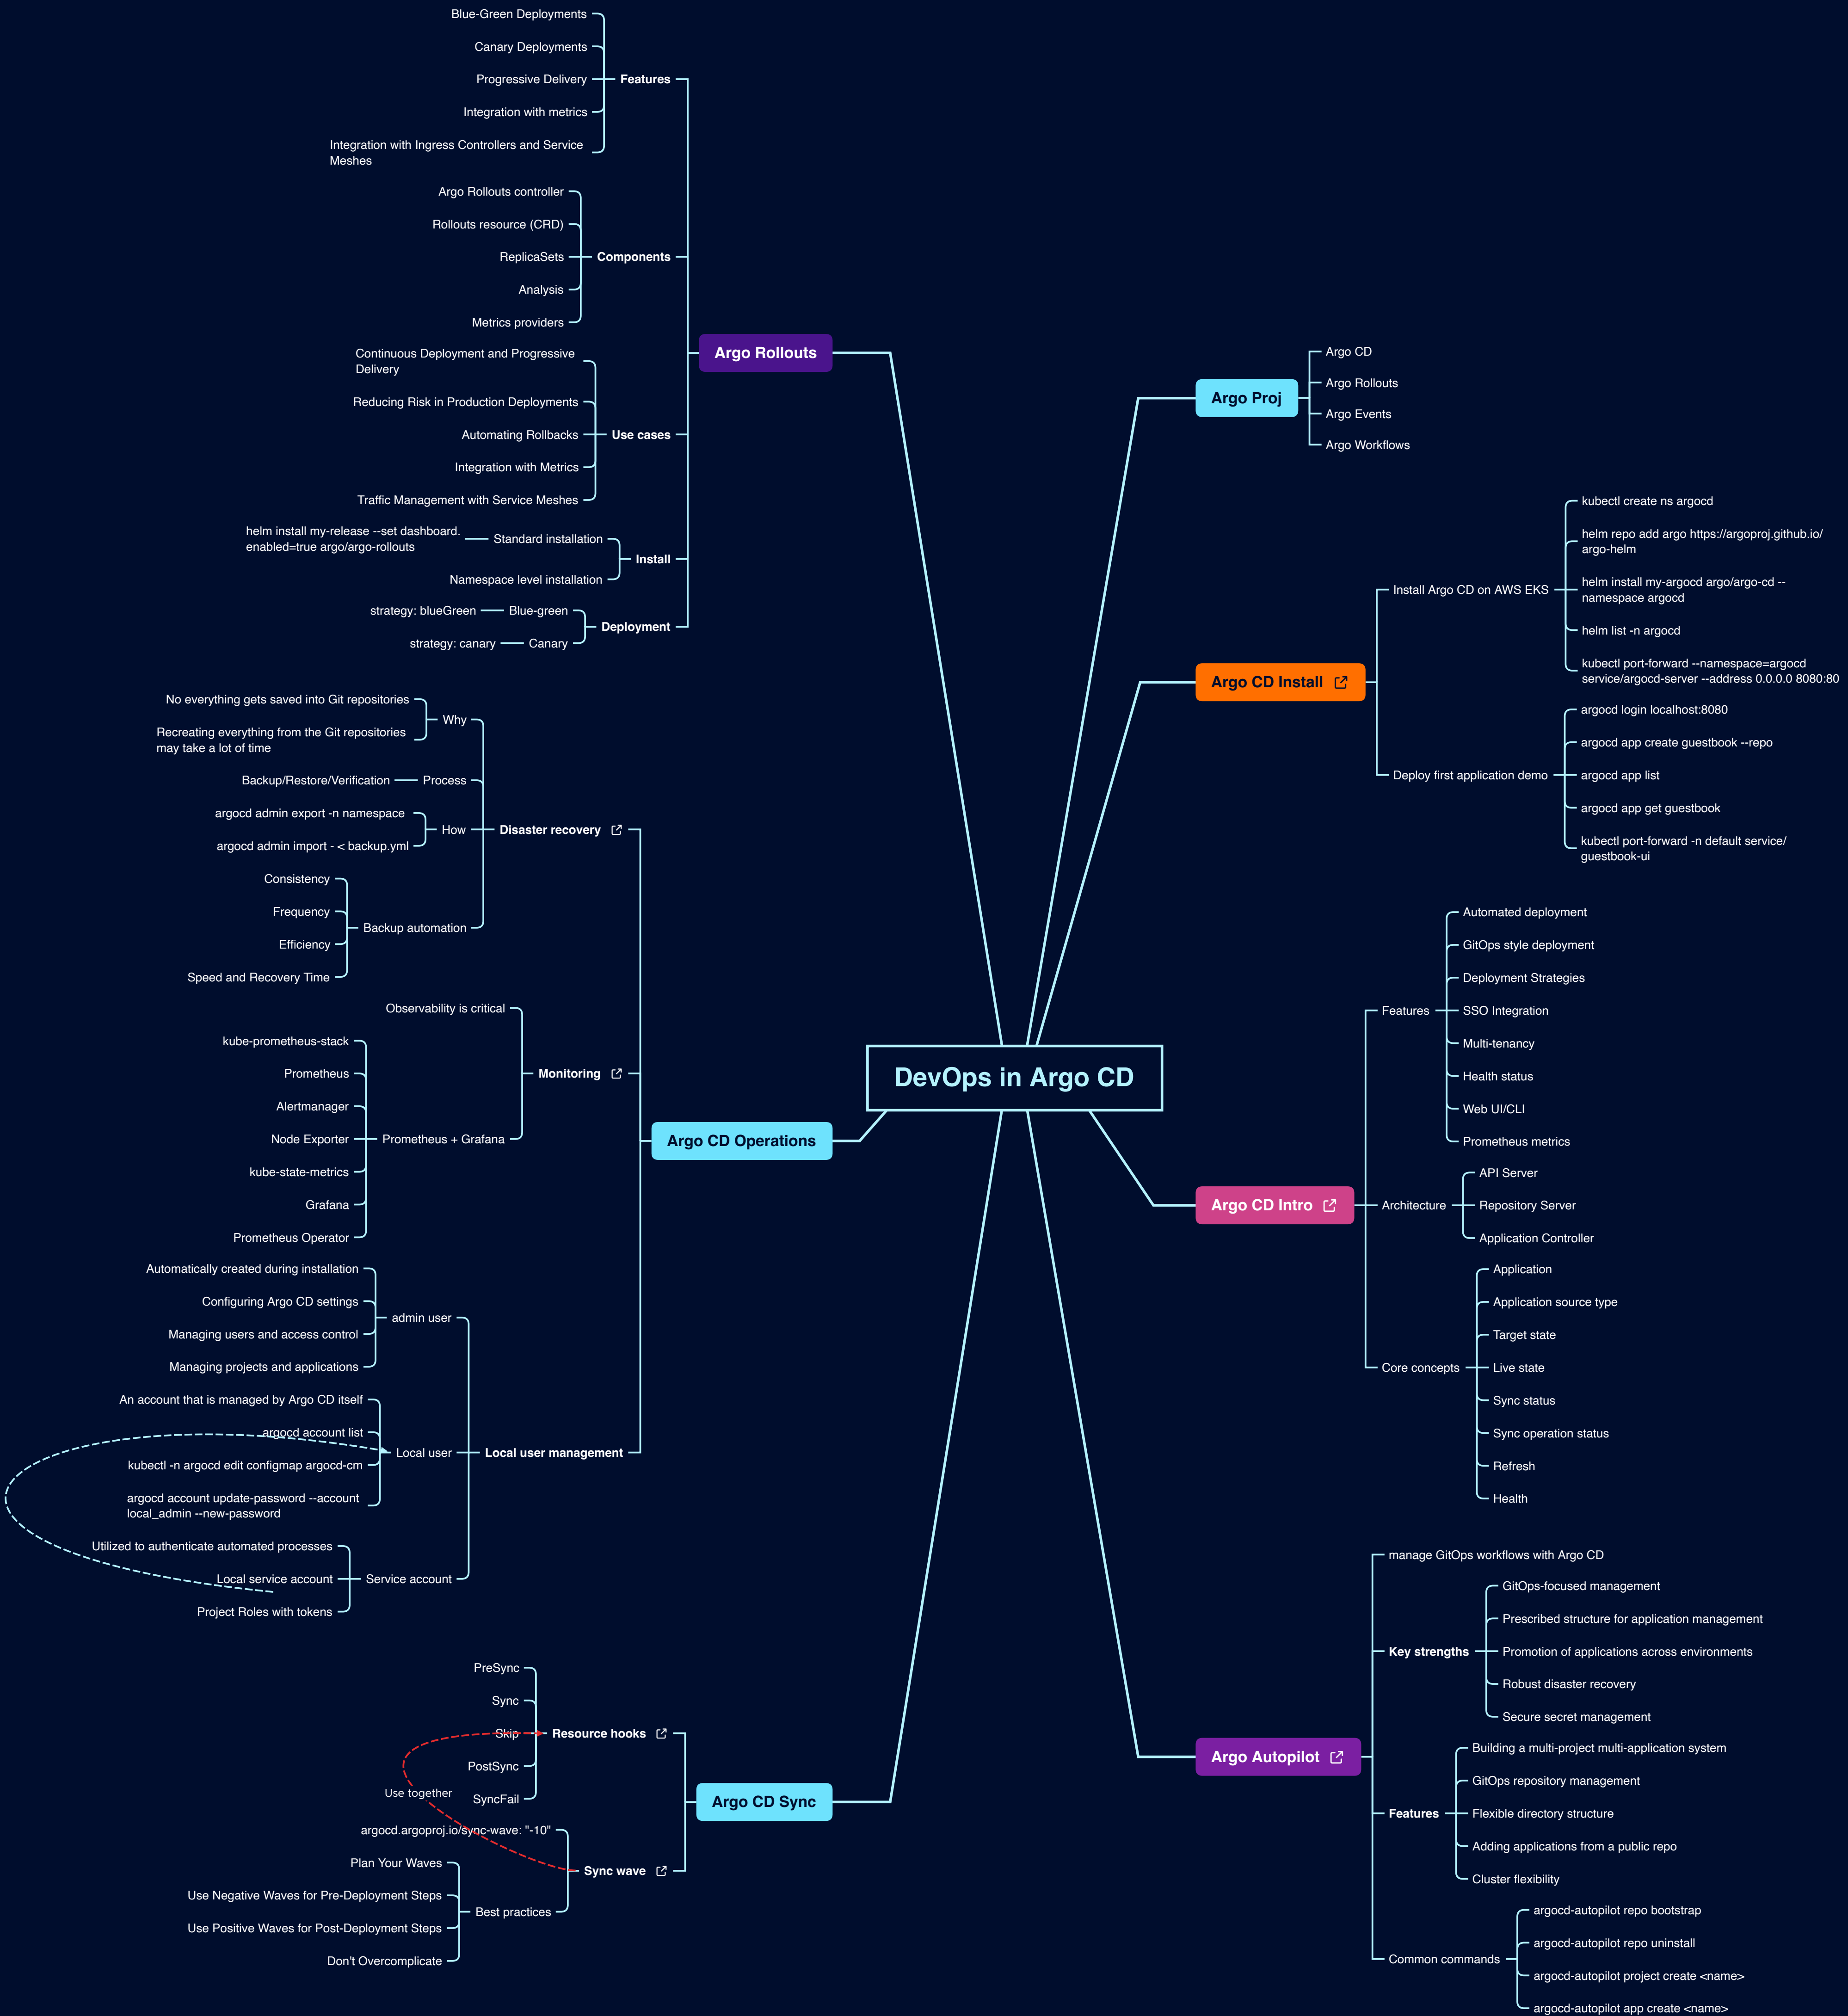 DevOps in Argo CD
Argo Rollouts
Features
Blue-Green Deployments
Canary Deployments
Progressive Delivery
Integration with metrics
Integration with Ingress Controllers and Service
Meshes
Components
Argo Rollouts controller
Rollouts resource (CRD)
ReplicaSets
Analysis
Metrics providers
Use cases
Continuous Deployment and Progressive
Delivery
Reducing Risk in Production Deployments
Automating Rollbacks
Integration with Metrics
Traffic Management with Service Meshes
Install
Standard installation
helm install my-release --set dashboard.
enabled=true argo/argo-rollouts
Namespace level installation
Deployment
Blue-green
strategy: blueGreen
Canary
strategy: canary
Argo CD Operations
Disaster recovery
Why
No everything gets saved into Git repositories
Recreating everything from the Git repositories
may take a lot of time
Process
Backup/Restore/Verification
How
argocd admin export -n namespace
argocd admin import - < backup.yml
Backup automation
Consistency
Frequency
Efficiency
Speed and Recovery Time
Monitoring
Observability is critical
Prometheus + Grafana
kube-prometheus-stack
Prometheus
Alertmanager
Node Exporter
kube-state-metrics
Grafana
Prometheus Operator
Local user management
admin user
Automatically created during installation
Configuring Argo CD settings
Managing users and access control
Managing projects and applications
Local user
An account that is managed by Argo CD itself
argocd account list
kubectl -n argocd edit configmap argocd-cm
argocd account update-password --account
local_admin --new-password
Service account
Utilized to authenticate automated processes
Local service account
Project Roles with tokens
Argo CD Sync
Resource hooks
PreSync
Sync
Skip
PostSync
SyncFail
Use together
Sync wave
argocd.argoproj.io/sync-wave: "-10"
Best practices
Plan Your Waves
Use Negative Waves for Pre-Deployment Steps
Use Positive Waves for Post-Deployment Steps
Don't Overcomplicate
Argo Proj
Argo CD
Argo Rollouts
Argo Events
Argo Workflows
Argo CD Install
Install Argo CD on AWS EKS
kubectl create ns argocd
helm repo add argo https://argoproj.github.io/
argo-helm
helm install my-argocd argo/argo-cd --
namespace argocd
helm list -n argocd
kubectl port-forward --namespace=argocd
service/argocd-server --address 0.0.0.0 8080:80
Deploy first application demo
argocd login localhost:8080
argocd app create guestbook --repo
argocd app list
argocd app get guestbook
kubectl port-forward -n default service/
guestbook-ui
Argo CD Intro
Features
Automated deployment
GitOps style deployment
Deployment Strategies
SSO Integration
Multi-tenancy
Health status
Web UI/CLI
Prometheus metrics
Architecture
API Server
Repository Server
Application Controller
Core concepts
Application
Application source type
Target state
Live state
Sync status
Sync operation status
Refresh
Health
Argo Autopilot
manage GitOps workflows with Argo CD
Key strengths
GitOps-focused management
Prescribed structure for application management
Promotion of applications across environments
Robust disaster recovery
Secure secret management
Features
Building a multi-project multi-application system
GitOps repository management
Flexible directory structure
Adding applications from a public repo
Cluster flexibility
Common commands
argocd-autopilot repo bootstrap
argocd-autopilot repo uninstall
argocd-autopilot project create <name>
argocd-autopilot app create <name>